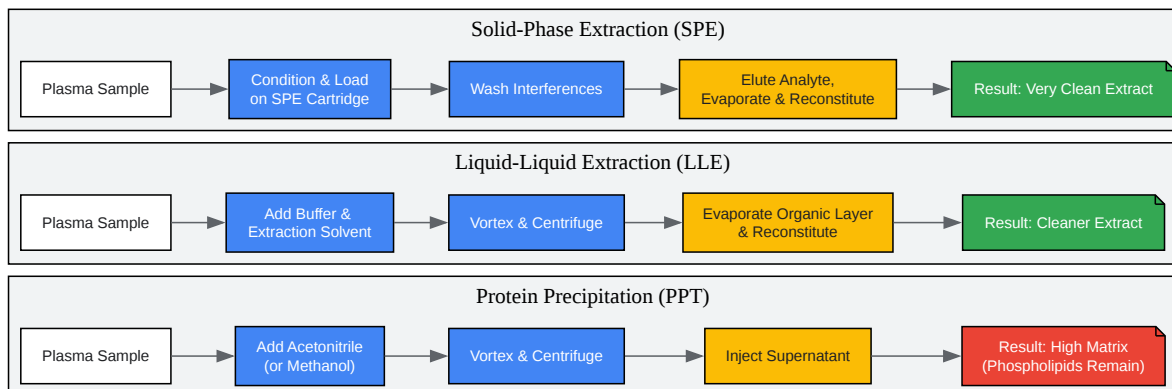 Solid-Phase Extraction (SPE)
Plasma Sample
Condition & Load
on SPE Cartridge
Wash Interferences
Elute Analyte,
Evaporate & Reconstitute
Result: Very Clean Extract
Liquid-Liquid Extraction (LLE)
Plasma Sample
Add Buffer &
Extraction Solvent
Vortex & Centrifuge
Evaporate Organic Layer
& Reconstitute
Result: Cleaner Extract
Protein Precipitation (PPT)
Plasma Sample
Add Acetonitrile
(or Methanol)
Vortex & Centrifuge
Inject Supernatant
Result: High Matrix
(Phospholipids Remain)